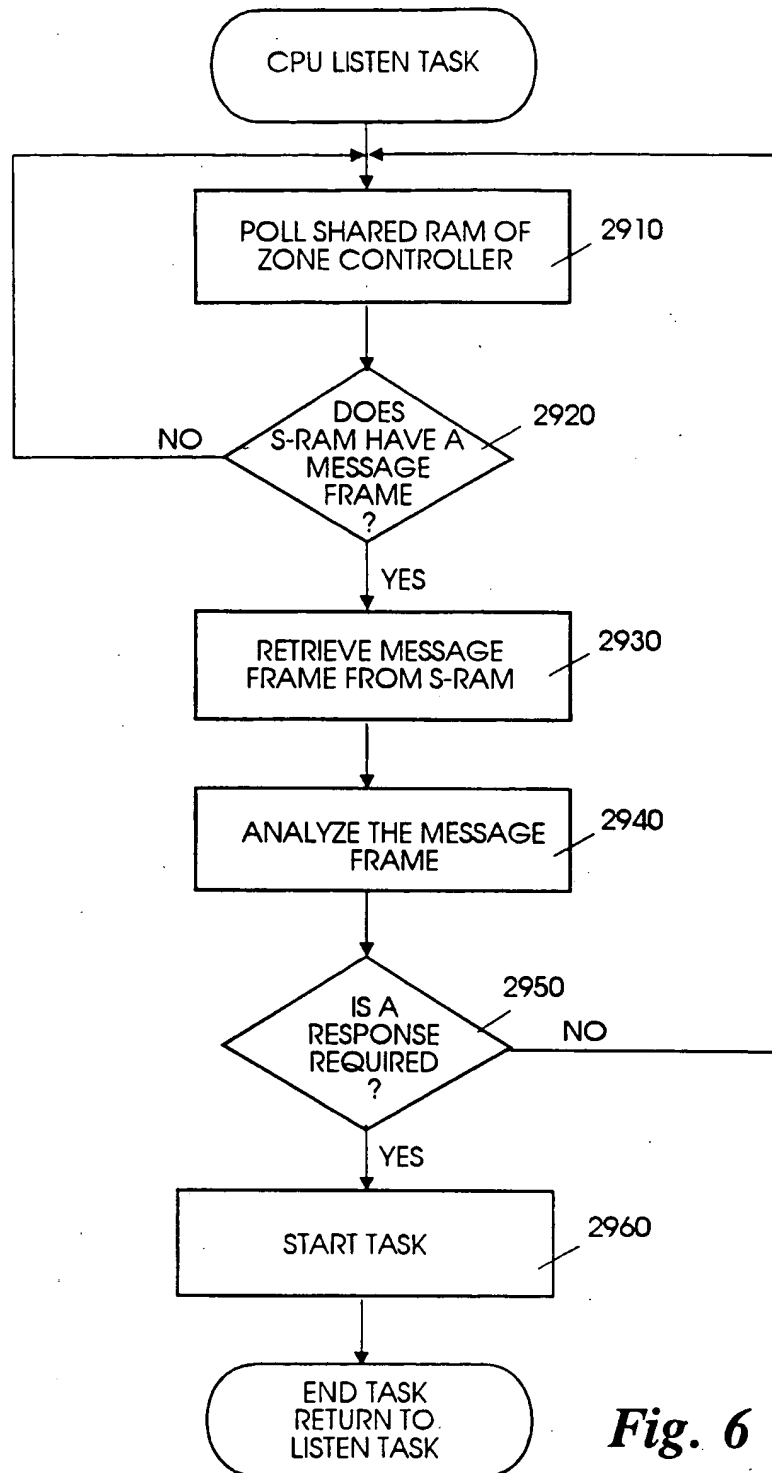 CPU LISTEN TASK
POLL SHARED RAM OF
ZONE CONTROLLER
2910
DOES
S-RAM HAVE A
MESSAGE
FRAME
?
2920
NO
YES
RETRIEVE MESSAGE
FRAME FROM S-RAM
2930
ANALYZE THE MESSAGE
FRAME
2940
IS A
RESPONSE
REQUIRED
?
2950
NO
YES
START TASK
2960
END TASK
RETURN TO
LISTEN TASK
Fig. 6